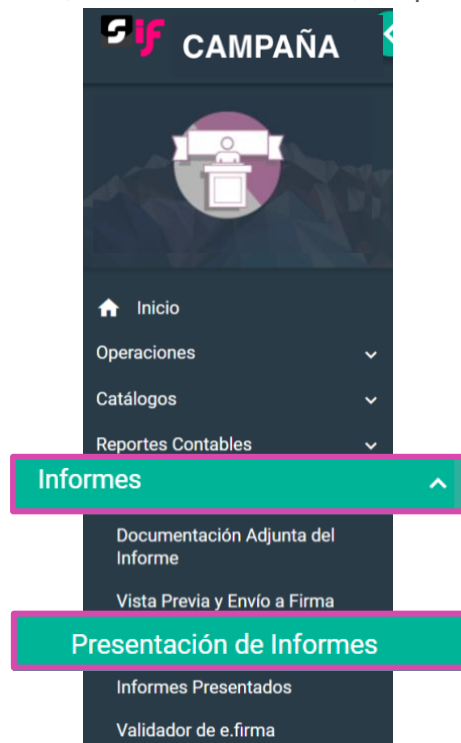 Sif CAMPAÑA
Inicio
Operaciones
Catálogos
Reportes Contables
Informes
Documentación Adjunta del
Informe
Vista Previa y Envío a Firma
Presentación de Informes
Informes Presentados
Validador de e.firma